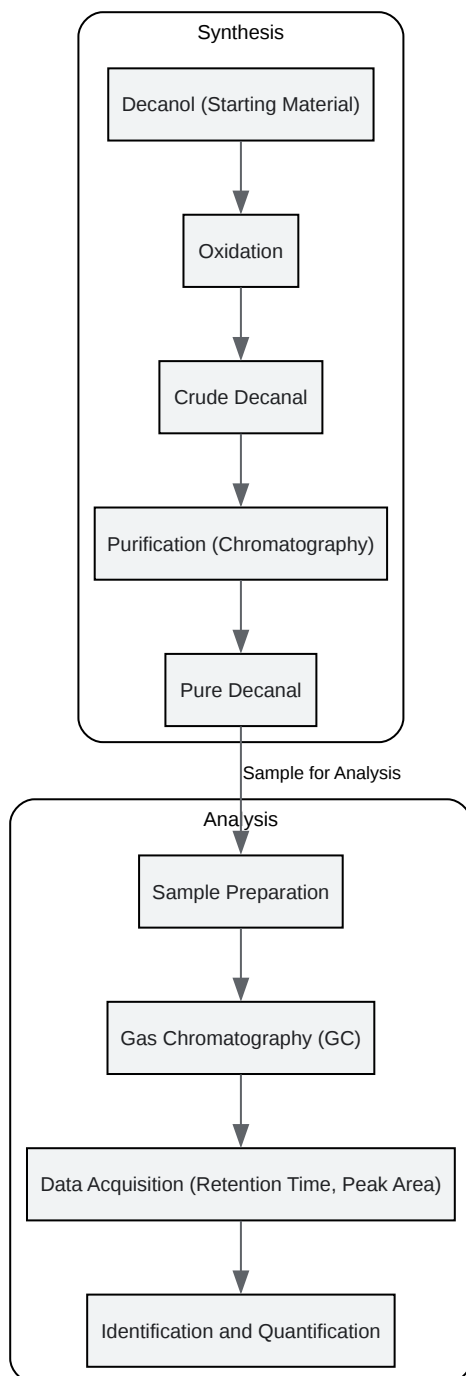 Synthesis
Decanol (Starting Material)
Oxidation
Crude Decanal
Purification (Chromatography)
Pure Decanal
Sample for Analysis
Analysis
Sample Preparation
Gas Chromatography (GC)
Data Acquisition (Retention Time, Peak Area)
Identification and Quantification